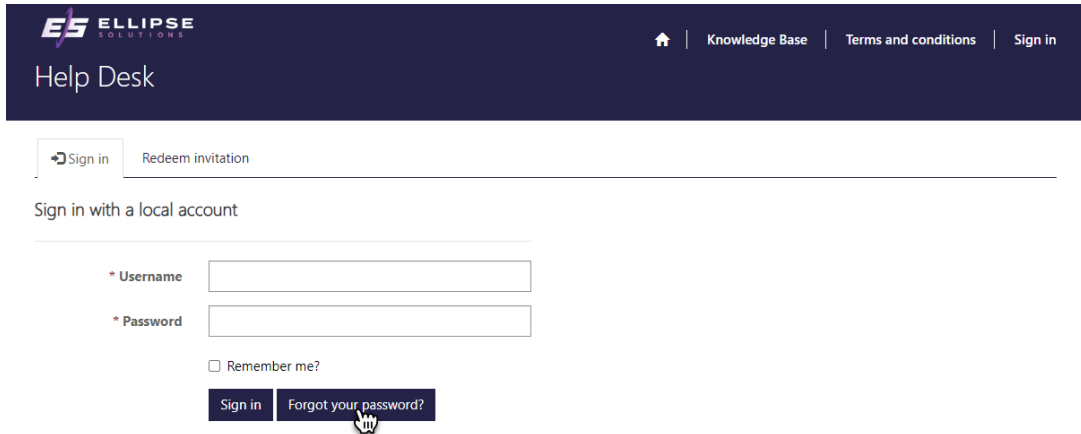 ES ELLIPSE
SOLUTIONS
Knowledge Base | Terms and conditions | Sign in
Help Desk
Sign in Redeem invitation
Sign in with a local account
* Username
* Password
Remember me?
Sign in Forgot your password?